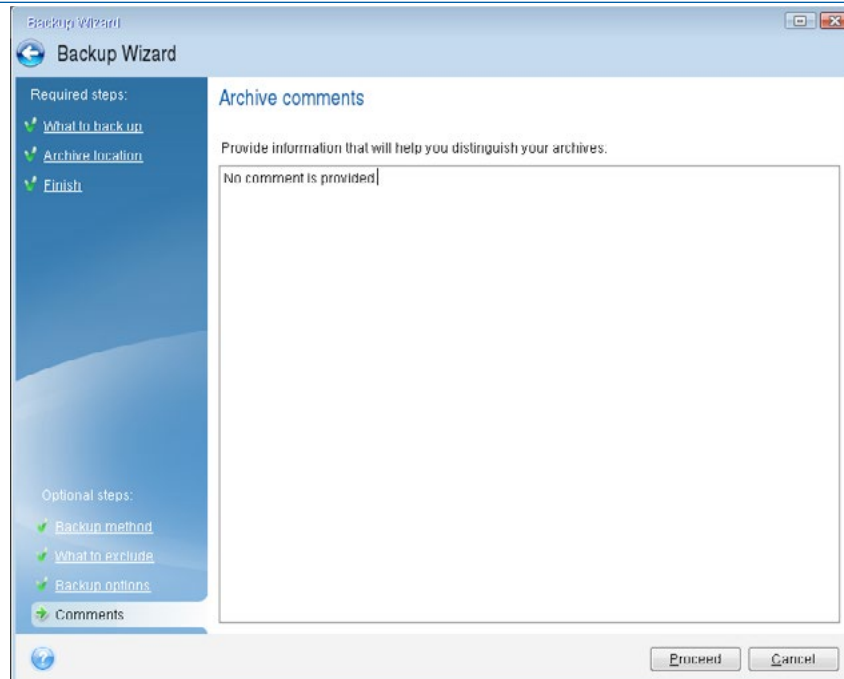 Backup Wizard
Backup Wizard
Required steps:
What to back up
Archive location
Finish
Archive comments
Provide information that will help you distinguish your archives:
No comment is provided
Optional steps:
Backup method
What to exclude
Backup options
Comments
Proceed
Cancel